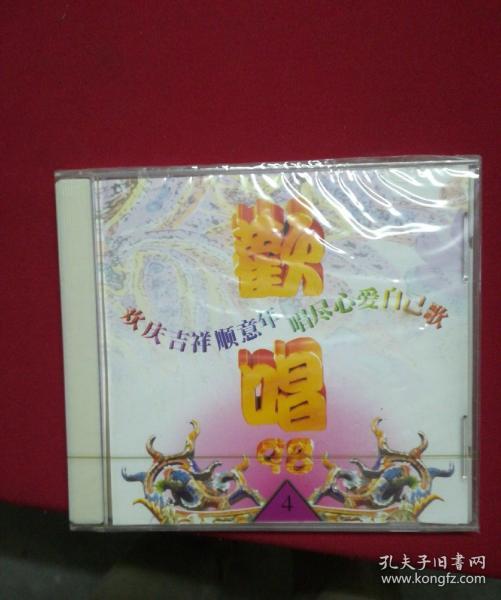 歡
欢庆吉祥顺意年 唱尽心爱自己歌
唱
98
4
孔夫子旧书网
www.kongfz.com